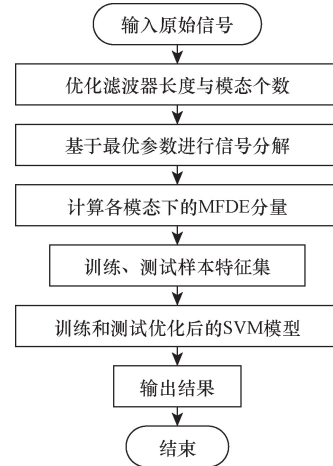 输入原始信号
优化滤波器长度与模态个数
基于最优参数进行信号分解
计算各模态下的MFDE分量
训练、测试样本特征集
训练和测试优化后的SVM模型
输出结果
结束